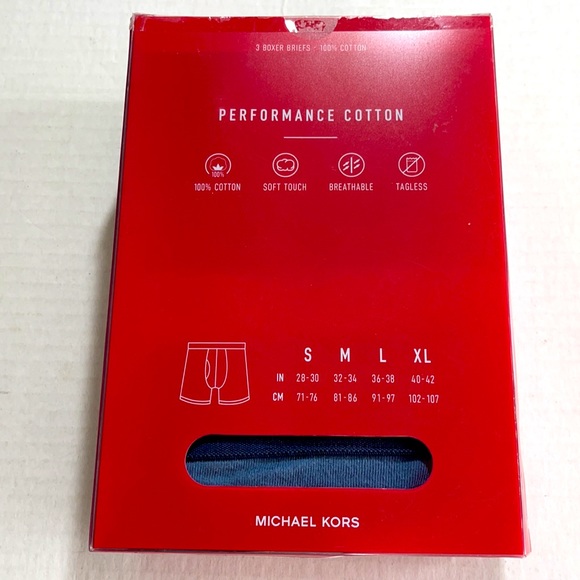 3 BOXER BRIEFS - 100% COTTON
PERFORMANCE COTTON
100%
100% COTTON SOFT TOUCH BREATHABLE TAGLESS
S M L XL
IN 28-30 32-34 36-38 40-42
CM 71-76 81-86 91-97 102-107
MICHAEL KORS